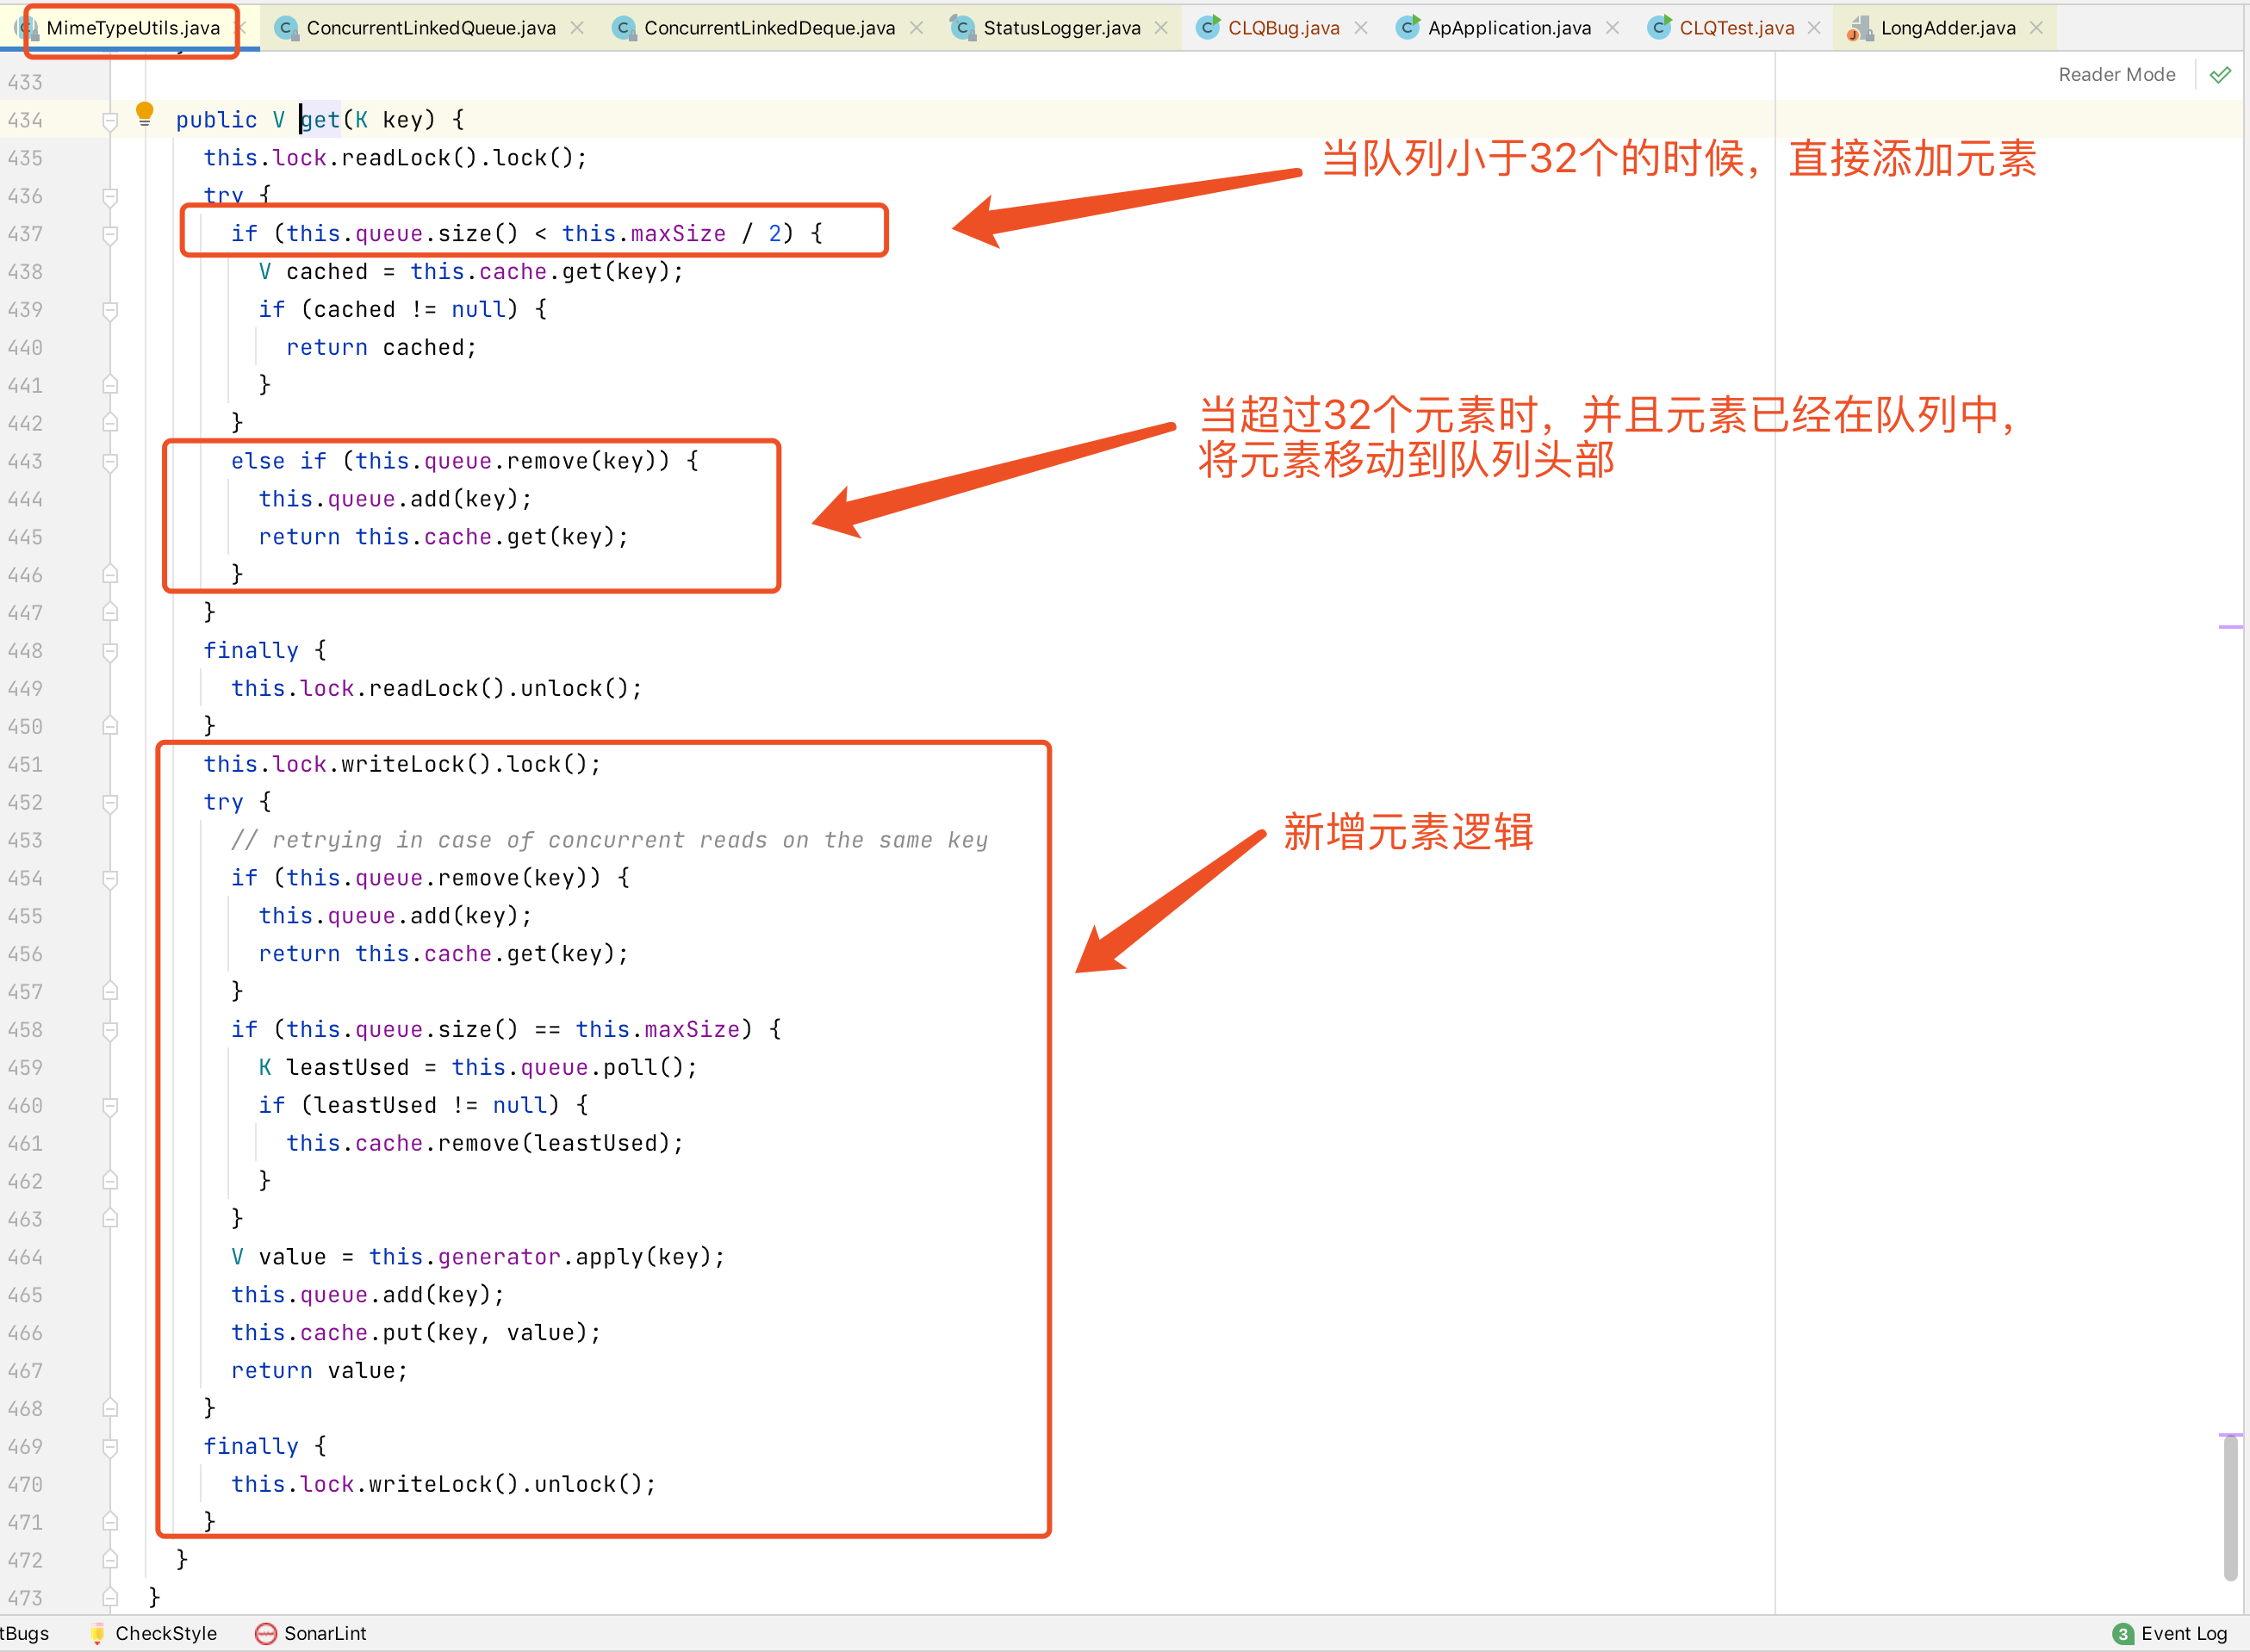 MimeTypeUtils.java ConcurrentLinkedQueue.java ConcurrentLinkedDeque.java StatusLogger.java CLQBug.java ApApplication.java CLQTest.java LongAdder.java
Reader Mode
433
434 public V get(K key) {
435 this.lock.readLock().lock();
当队列小于32个的时候，直接添加元素
436 try {
437 if (this.queue.size() < this.maxSize / 2) {
438 V cached = this.cache.get(key);
439 if (cached != null) {
440 return cached;
441 }
442 }
当超过32个元素时，并且元素已经在队列中，
将元素移动到队列头部
443 else if (this.queue.remove(key)) {
444 this.queue.add(key);
445 return this.cache.get(key);
446 }
447 }
448 finally {
449 this.lock.readLock().unlock();
450 }
451 this.lock.writeLock().lock();
452 try {
新增元素逻辑
453 // retrying in case of concurrent reads on the same key
454 if (this.queue.remove(key)) {
455 this.queue.add(key);
456 return this.cache.get(key);
457 }
458 if (this.queue.size() == this.maxSize) {
459 K leastUsed = this.queue.poll();
460 if (leastUsed != null) {
461 this.cache.remove(leastUsed);
462 }
463 }
464 V value = this.generator.apply(key);
465 this.queue.add(key);
466 this.cache.put(key, value);
467 return value;
468 }
469 finally {
470 this.lock.writeLock().unlock();
471 }
472 }
473 }
tBugs CheckStyle SonarLint 3 Event Log